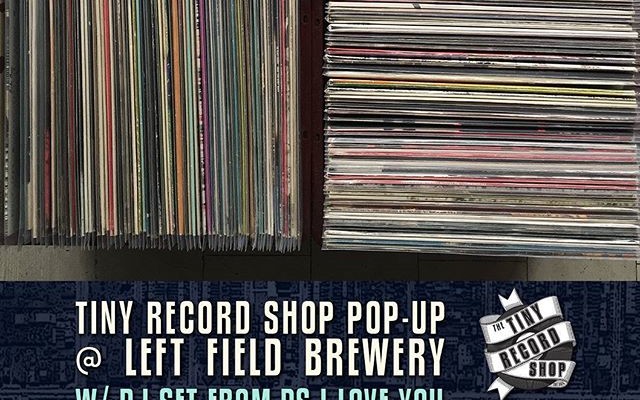 TINY RECORD SHOP POP-UP
@ LEFT FIELD BREWERY
W/ DJ SET FROM PS I LOVE YOU
THE
TINY
RECORD
SHOP